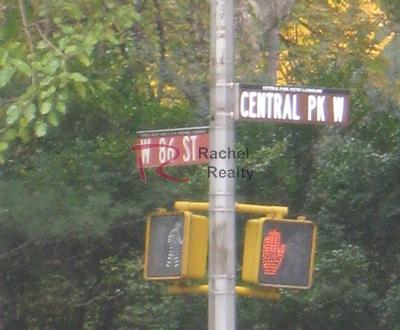 CENTRAL PK W
W 86 ST
Rachel
Realty